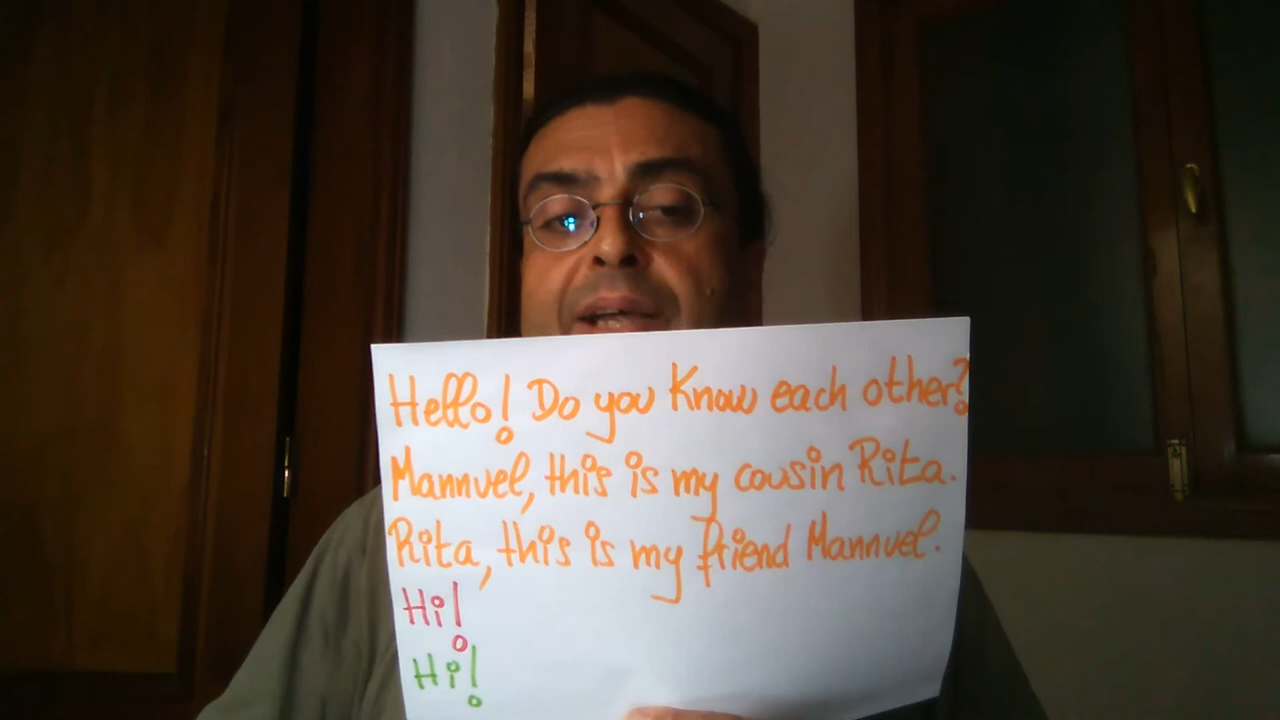 Hello! Do you know each other?
Mannuel, this is my cousin Rita.
Rita, this is my friend Mannuel.
Hi!
Hi!